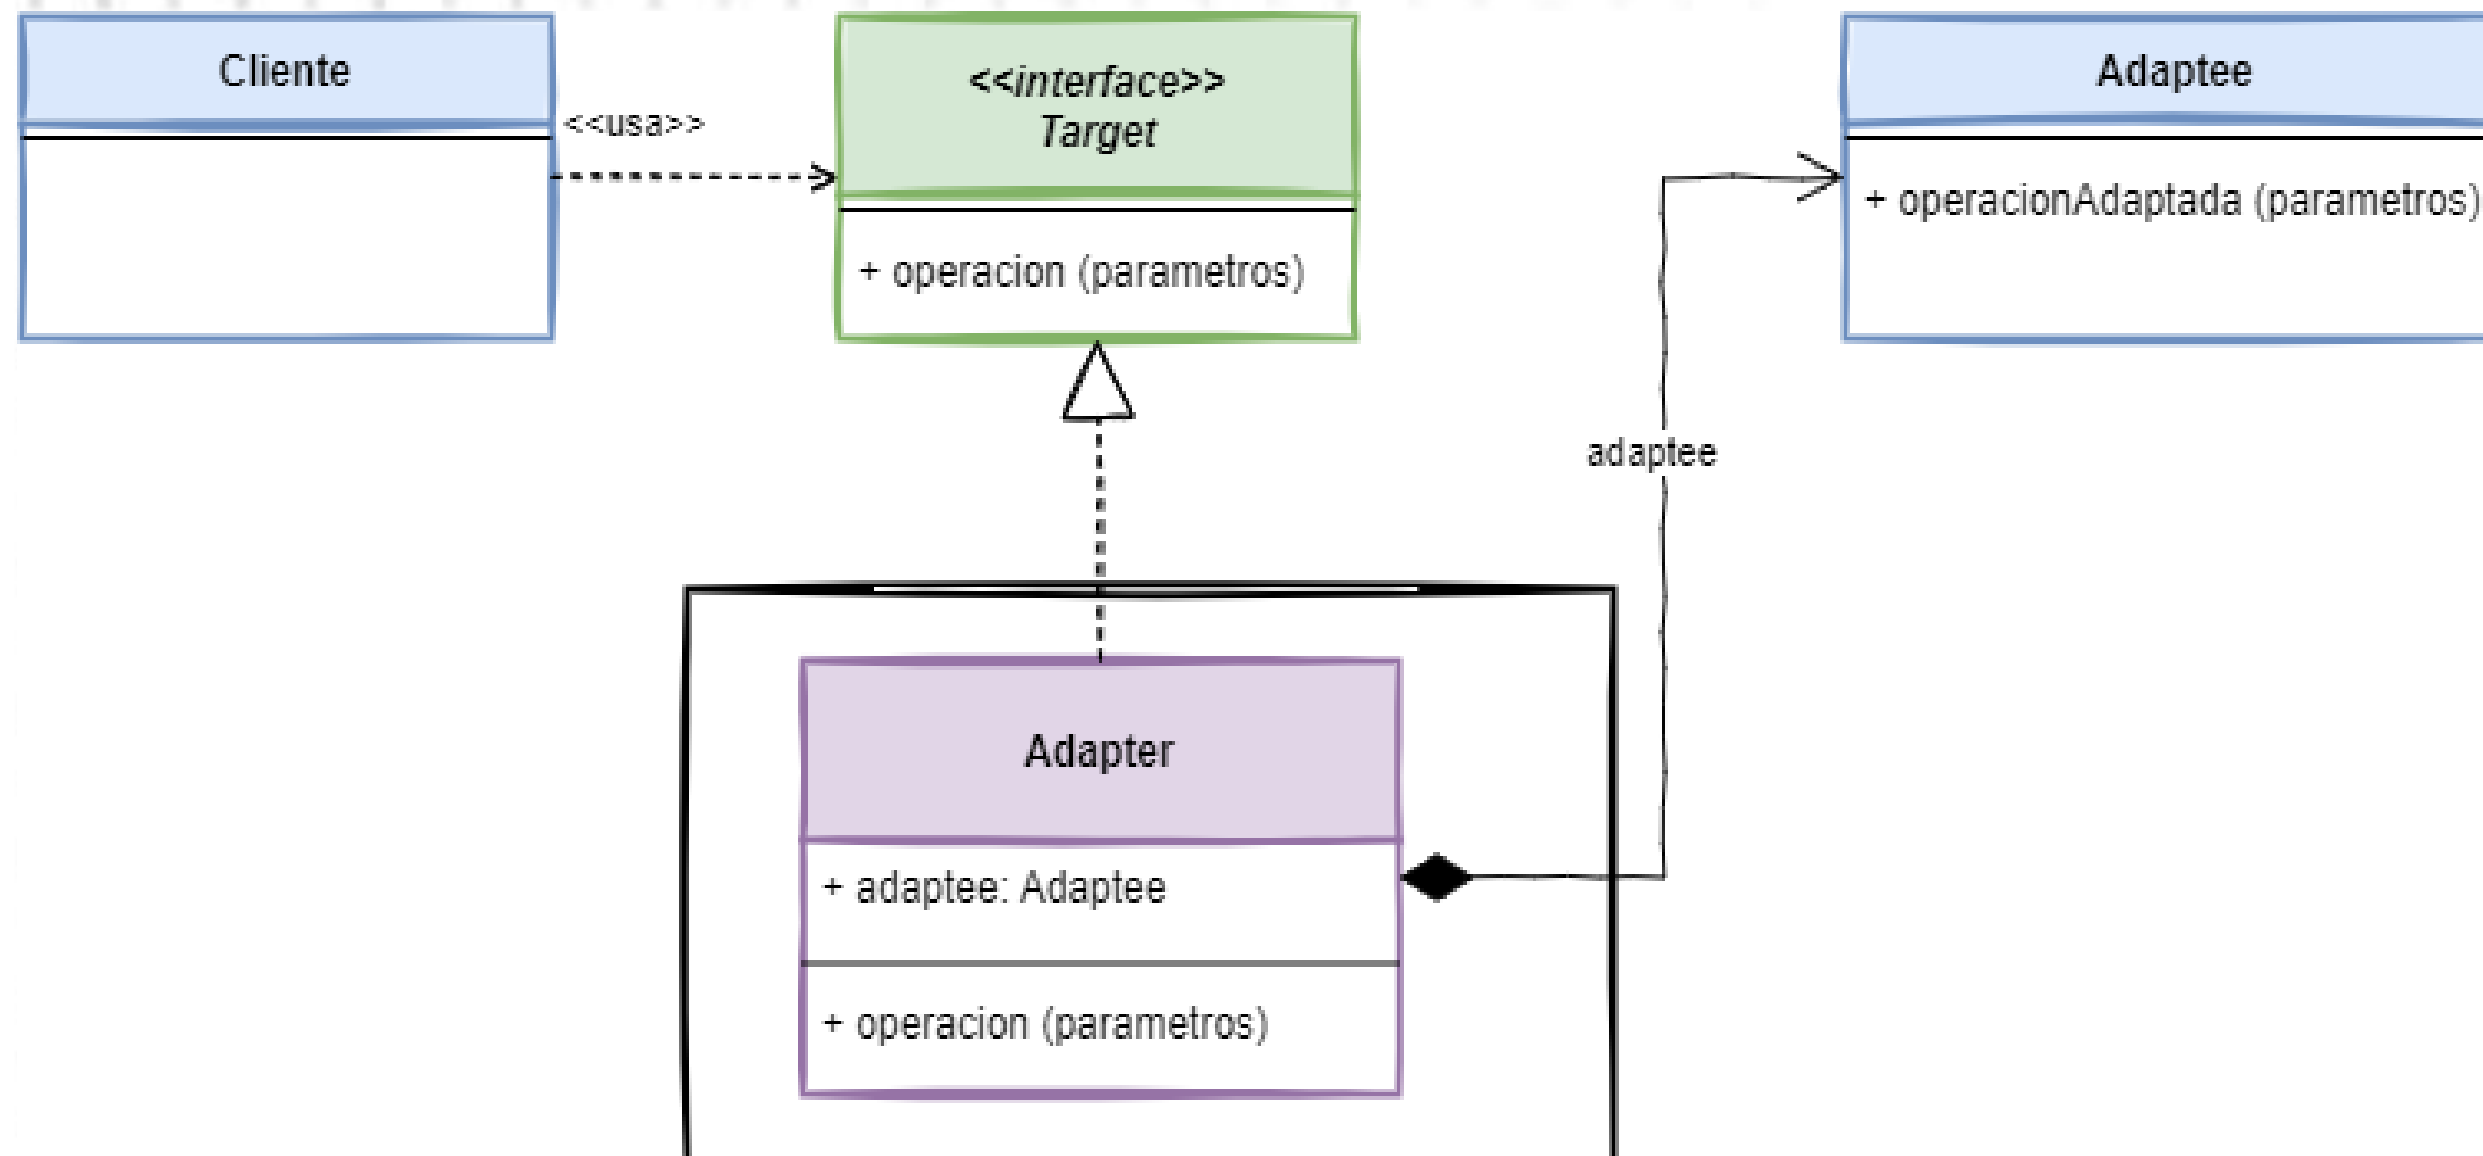 Cliente
<<usa>>
<<interface>>
Target
+ operacion (parametros)
Adaptee
+ operacionAdaptada (parametros)
adaptee
Adapter
+ adaptee: Adaptee
+ operacion (parametros)